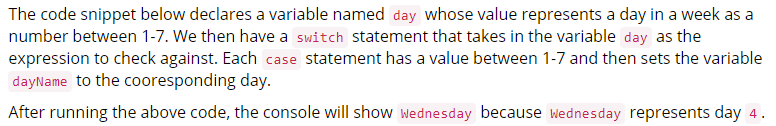 The code snippet below declares a variable named day whose value represents a day in a week as a
number between 1-7. We then have a switch statement that takes in the variable day as the
expression to check against. Each case statement has a value between 1-7 and then sets the variable
dayName to the cooresponding day.
After running the above code, the console will show Wednesday because Wednesday represents day 4.